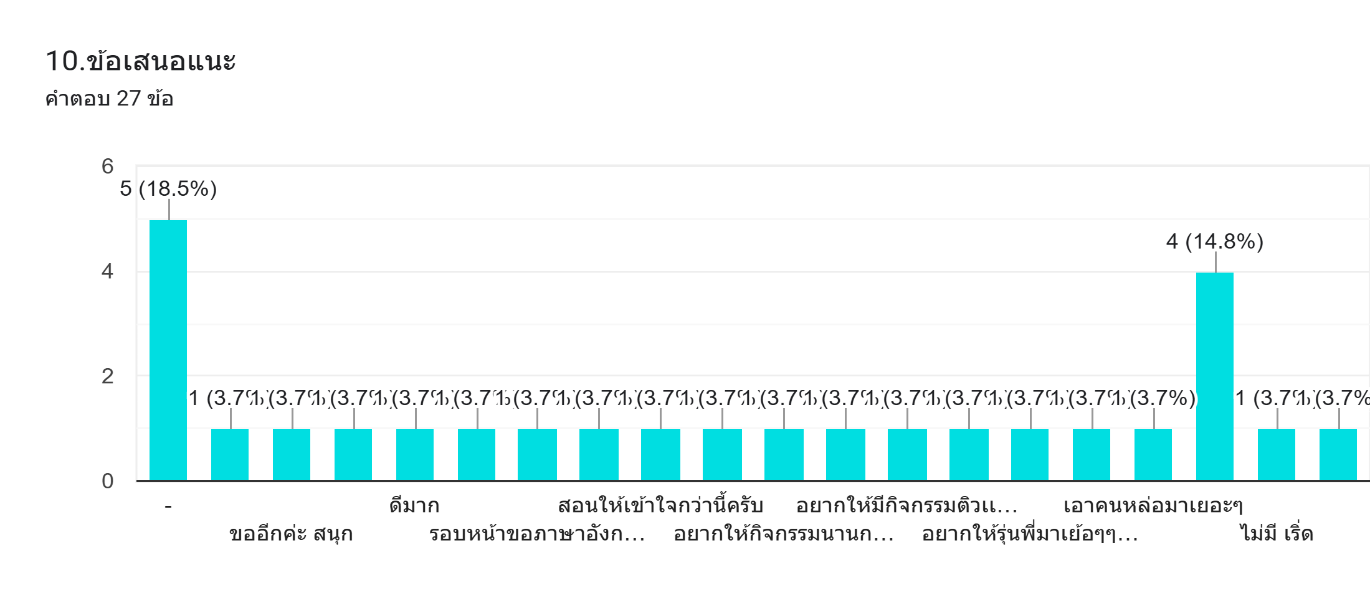 10.ข้อเสนอแนะ
คำตอบ 27 ข้อ
6
4
2
0
5 (18.5%)
1 (3.7%)
4 (14.8%)
1 (3.7%
-
ขออีกค่ะ สนุก
ดีมาก
รอบหน้าขอภาษาอังก…
สอนให้เข้าใจกว่านี้ครับ
อยากให้กิจกรรมนานก…
อยากให้มีกิจกรรมติวแ…
อยากให้รุ่นพี่มาเย้อๆๆ…
เอาคนหล่อมาเยอะๆ
ไม่มี เริ่ด